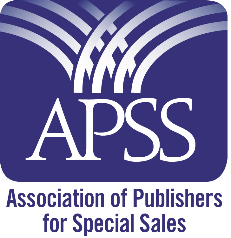 APSS
Association of Publishers
for Special Sales